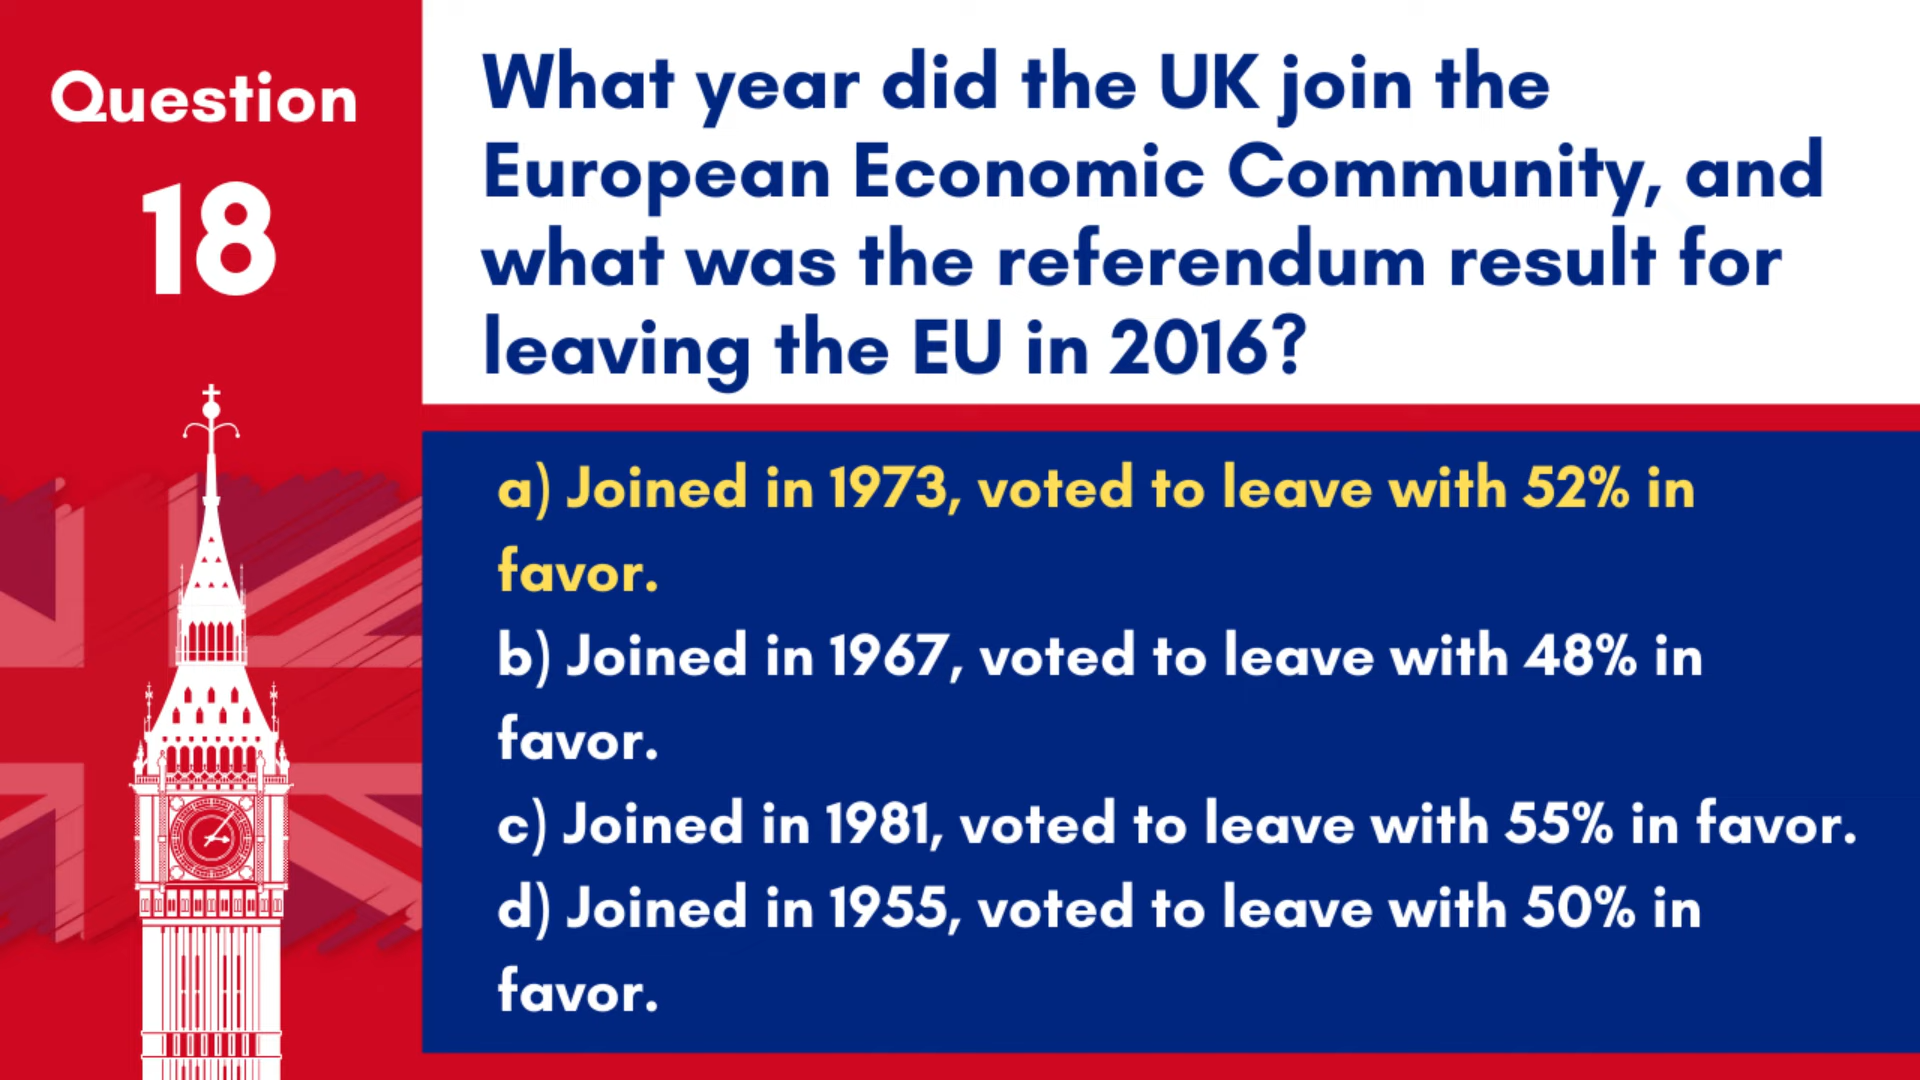 Question
18
What year did the UK join the
European Economic Community, and
what was the referendum result for
leaving the EU in 2016?
a) Joined in 1973, voted to leave with 52% in
favor.
b) Joined in 1967, voted to leave with 48% in
favor.
c) Joined in 1981, voted to leave with 55% in favor.
d) Joined in 1955, voted to leave with 50% in
favor.